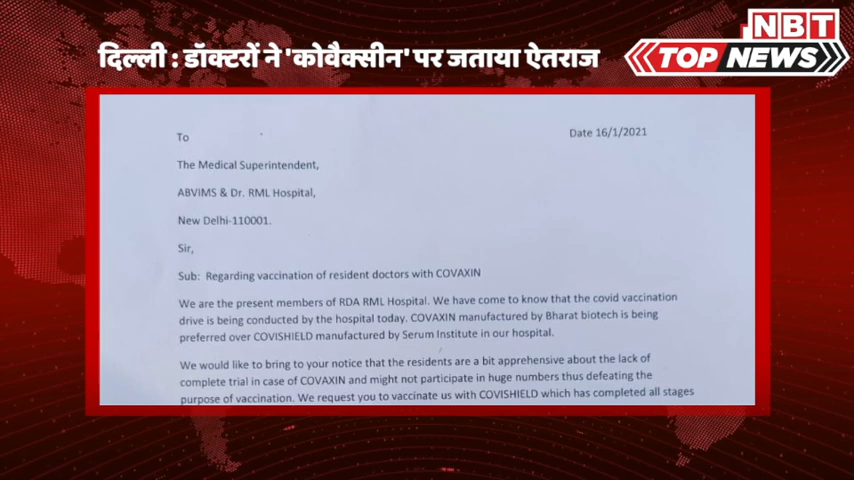 दिल्ली : डॉक्टरों ने 'कोवैक्सीन' पर जताया ऐतराज
NBT
TOP NEWS
To
Date 16/1/2021
The Medical Superintendent,
ABVIMS & Dr. RML Hospital,
New Delhi-110001.
Sir,
Sub: Regarding vaccination of resident doctors with COVAXIN
We are the present members of RDA RML Hospital. We have come to know that the covid vaccination
drive is being conducted by the hospital today. COVAXIN manufactured by Bharat biotech is being
preferred over COVISHIELD manufactured by Serum Institute in our hospital.
We would like to bring to your notice that the residents are a bit apprehensive about the lack of
complete trial in case of COVAXIN and might not participate in huge numbers thus defeating the
purpose of vaccination. We request you to vaccinate us with COVISHIELD which has completed all stages